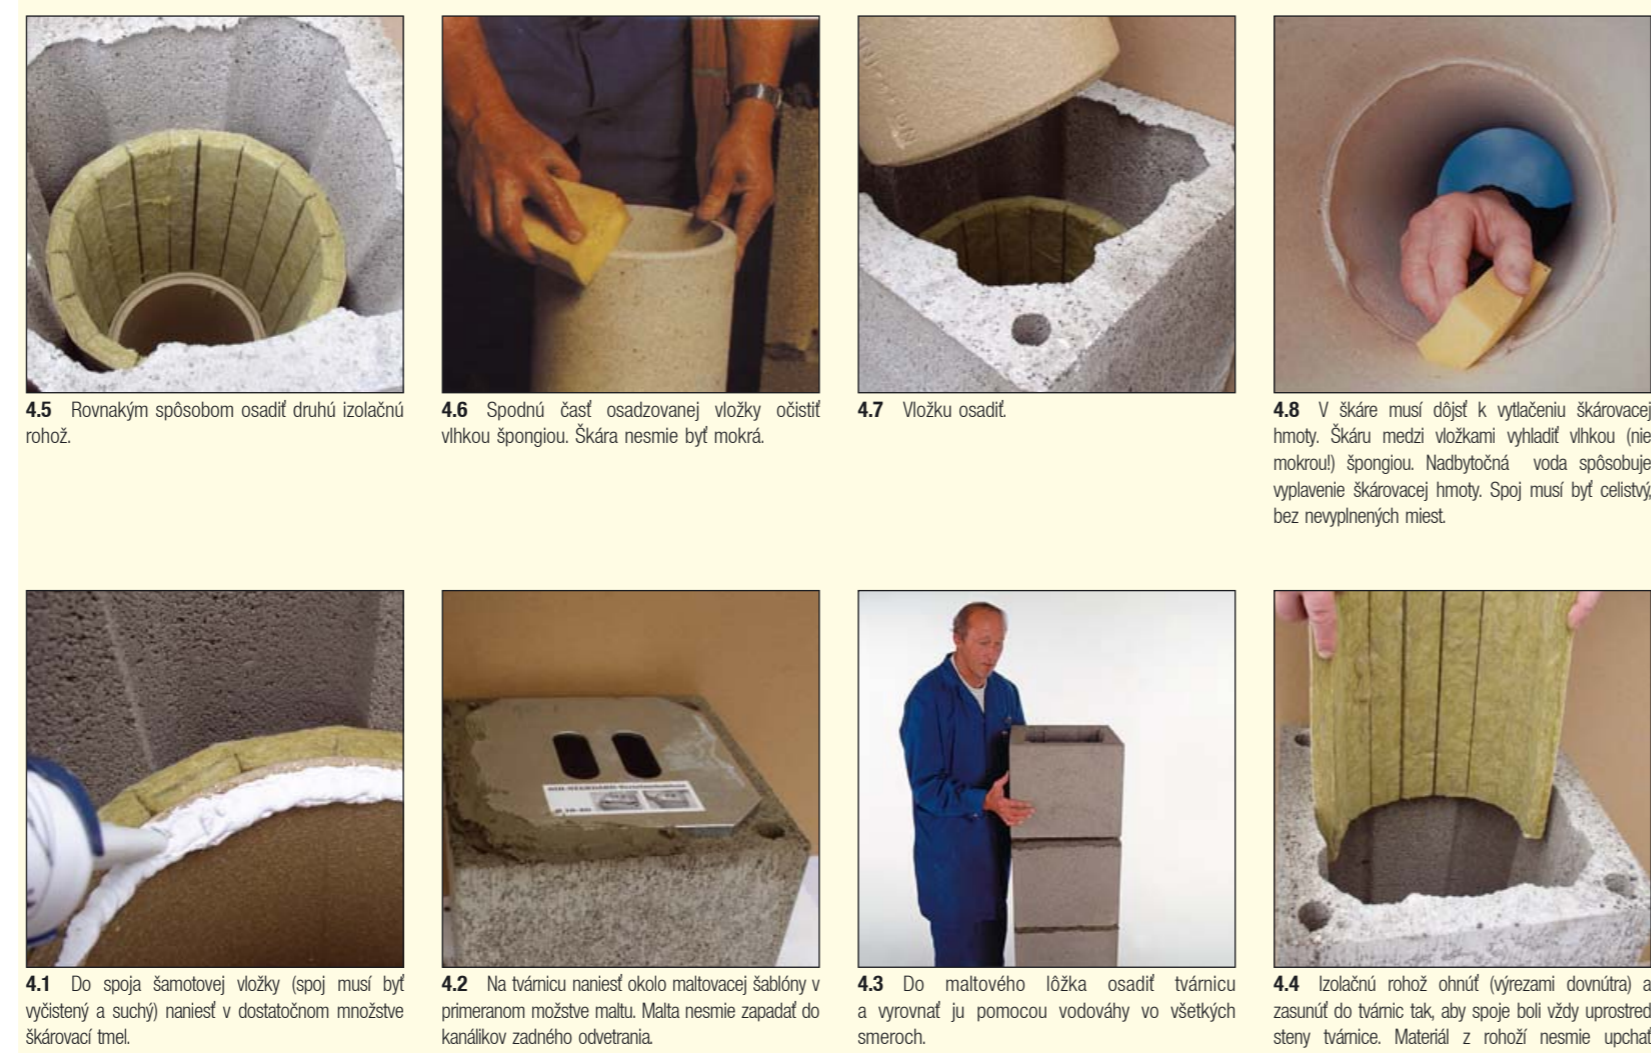 4.5 Rovnakým spôsobom osadiť druhú izolačnú
rohož.
4.6 Spodnú časť osadzovanej vložky očistiť
vlhkou špongiou. Škára nesmie byť mokrá.
4.7 Vložku osadiť.
4.8 V škáre musí dôjsť k vytlačeniu škárovacej
hmoty. Škáru medzi vložkami vyhladiť vlhkou (nie
mokrou!) špongiou. Nadbytočná voda spôsobuje
vyplavenie škárovacej hmoty. Spoj musí byť celistvý,
bez nevyplnených miest.
4.1 Do spoja šamotovej vložky (spoj musí byť
vyčistený a suchý) naniesť v dostatočnom množstve
škárovací tmel.
4.2 Na tvárnicu naniesť okolo maltovacej šablóny v
primeranom možstve maltu. Malta nesmie zapadať do
kanálikov zadného odvetrania.
4.3 Do maltového lôžka osadiť tvárnicu
a vyrovnať ju pomocou vodováhy vo všetkých
smeroch.
4.4 Izolačnú rohož ohnúť (výrezami dovnútra) a
zasunúť do tvárnic tak, aby spoje boli vždy uprostred
steny tvárnice. Materiál z rohoží nesmie upchať